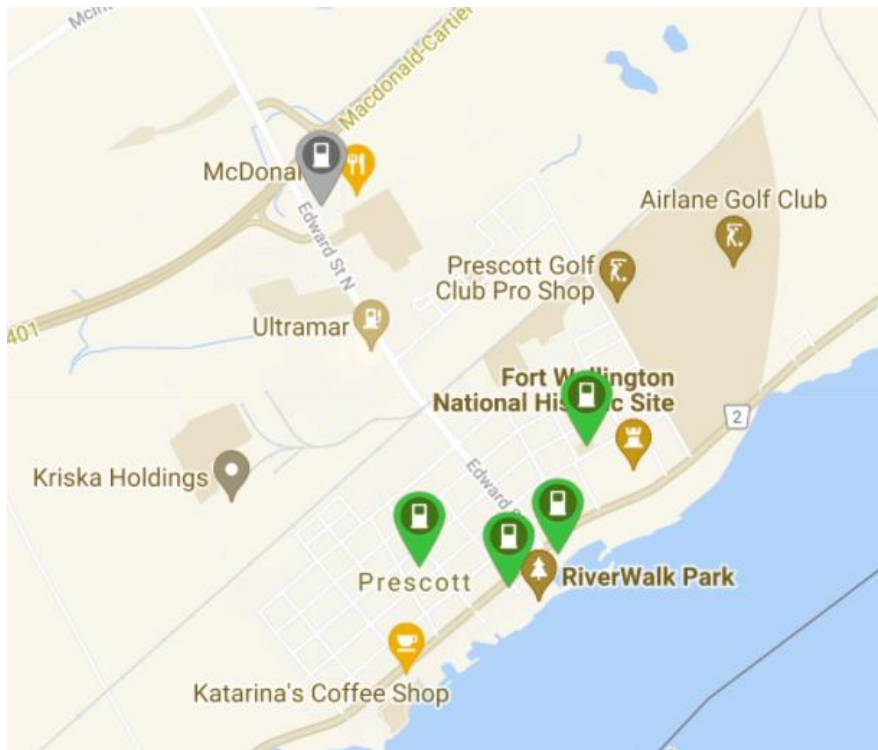 McIn
Macdonald-Cartier
McDonal
Airlane Golf Club
Edward St N
Prescott Golf
Club Pro Shop
401
Ultramar
Fort Wellington
National Historic Site
2
Kriska Holdings
Edward S
Prescott
RiverWalk Park
Katarina's Coffee Shop